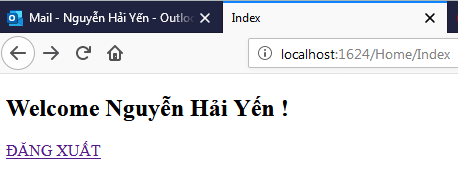 Mail - Nguyễn Hải Yến - Outlo
Index
localhost:1624/Home/Index
Welcome Nguyễn Hải Yến !
ĐĂNG XUẤT